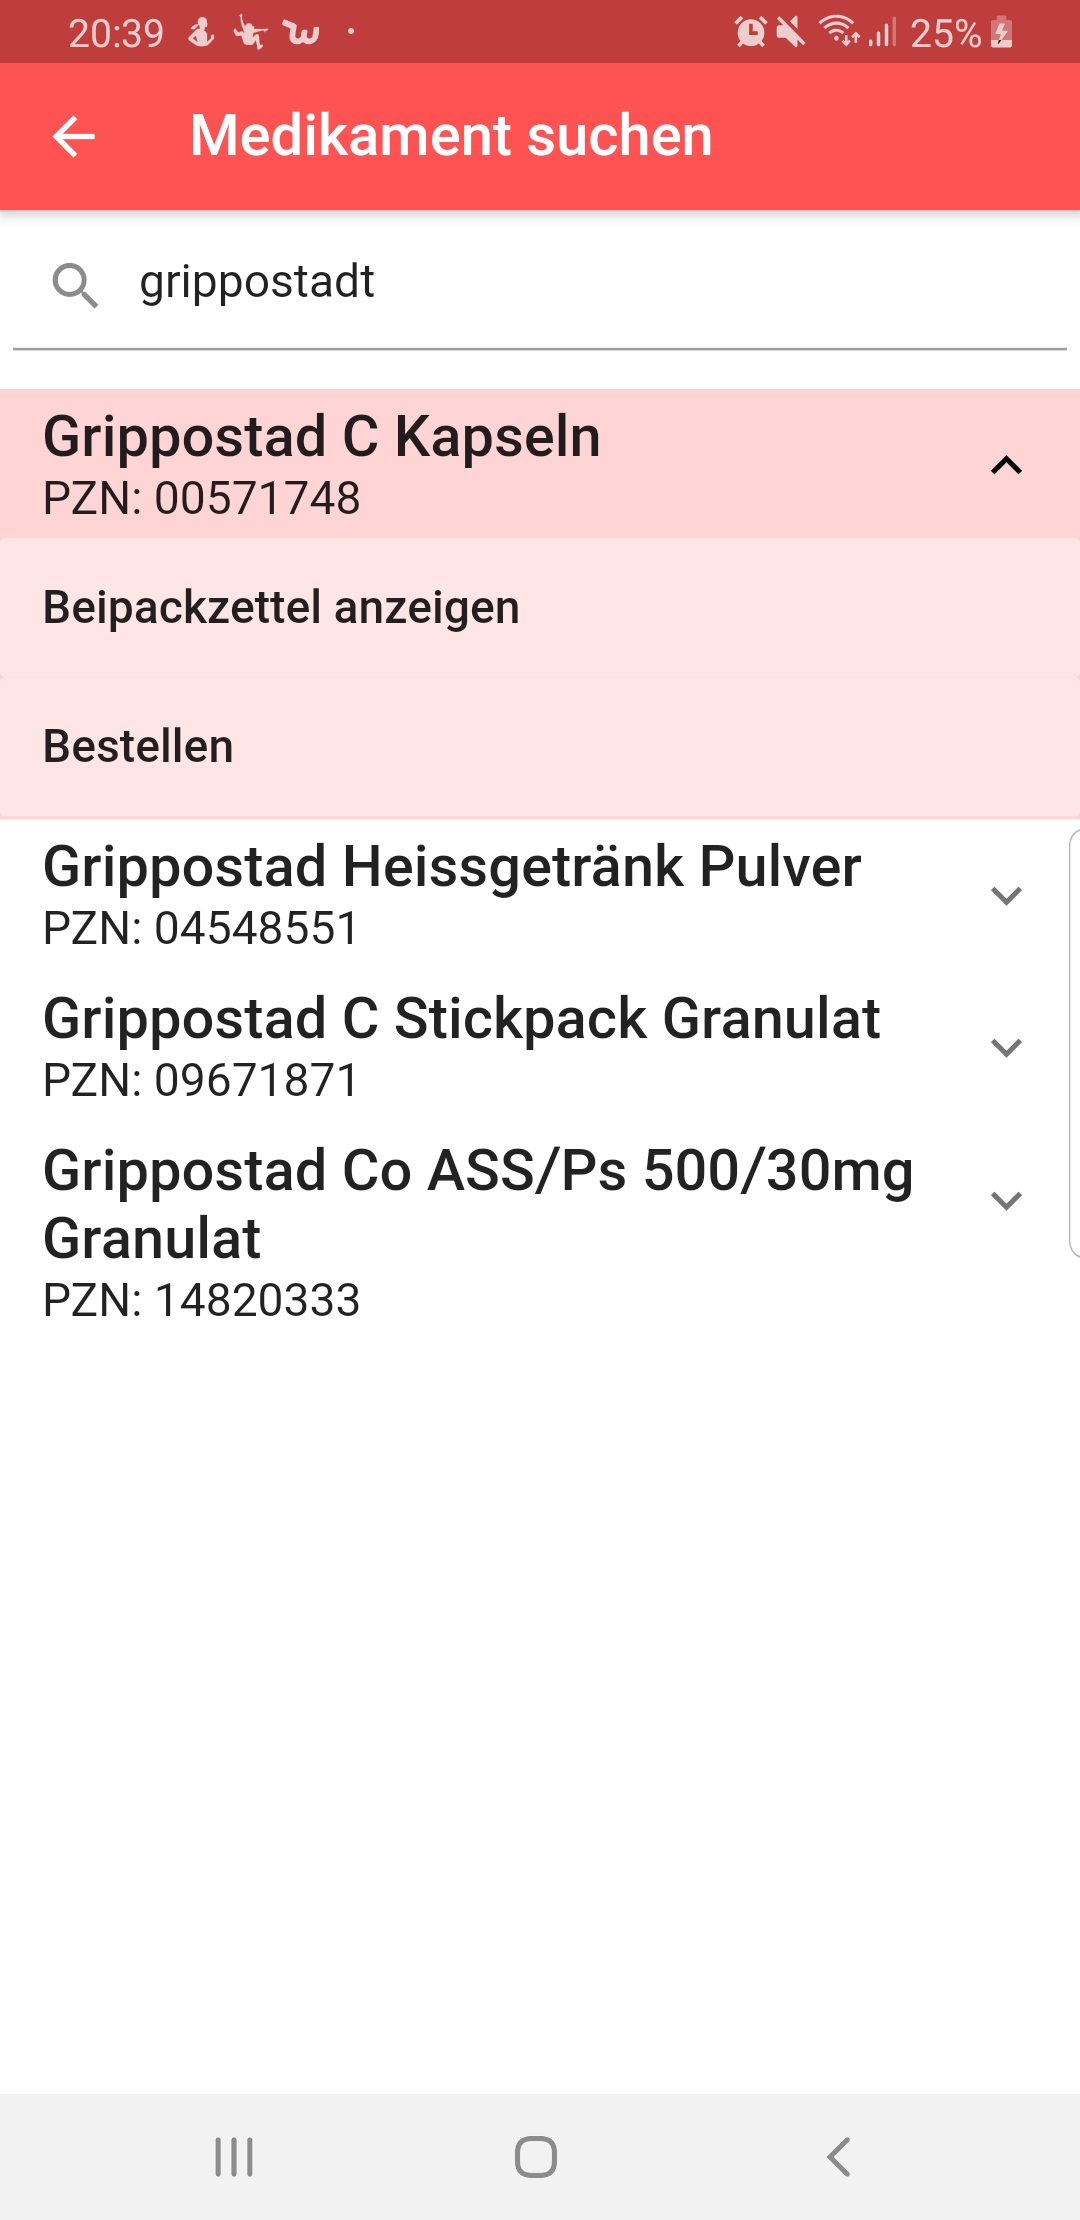 20:39
25%
Medikament suchen
grippostadt
Grippostad C Kapseln
PZN: 00571748
Beipackzettel anzeigen
Bestellen
Grippostad Heissgetränk Pulver
PZN: 04548551
Grippostad C Stickpack Granulat
PZN: 09671871
Grippostad Co ASS/Ps 500/30mg
Granulat
PZN: 14820333